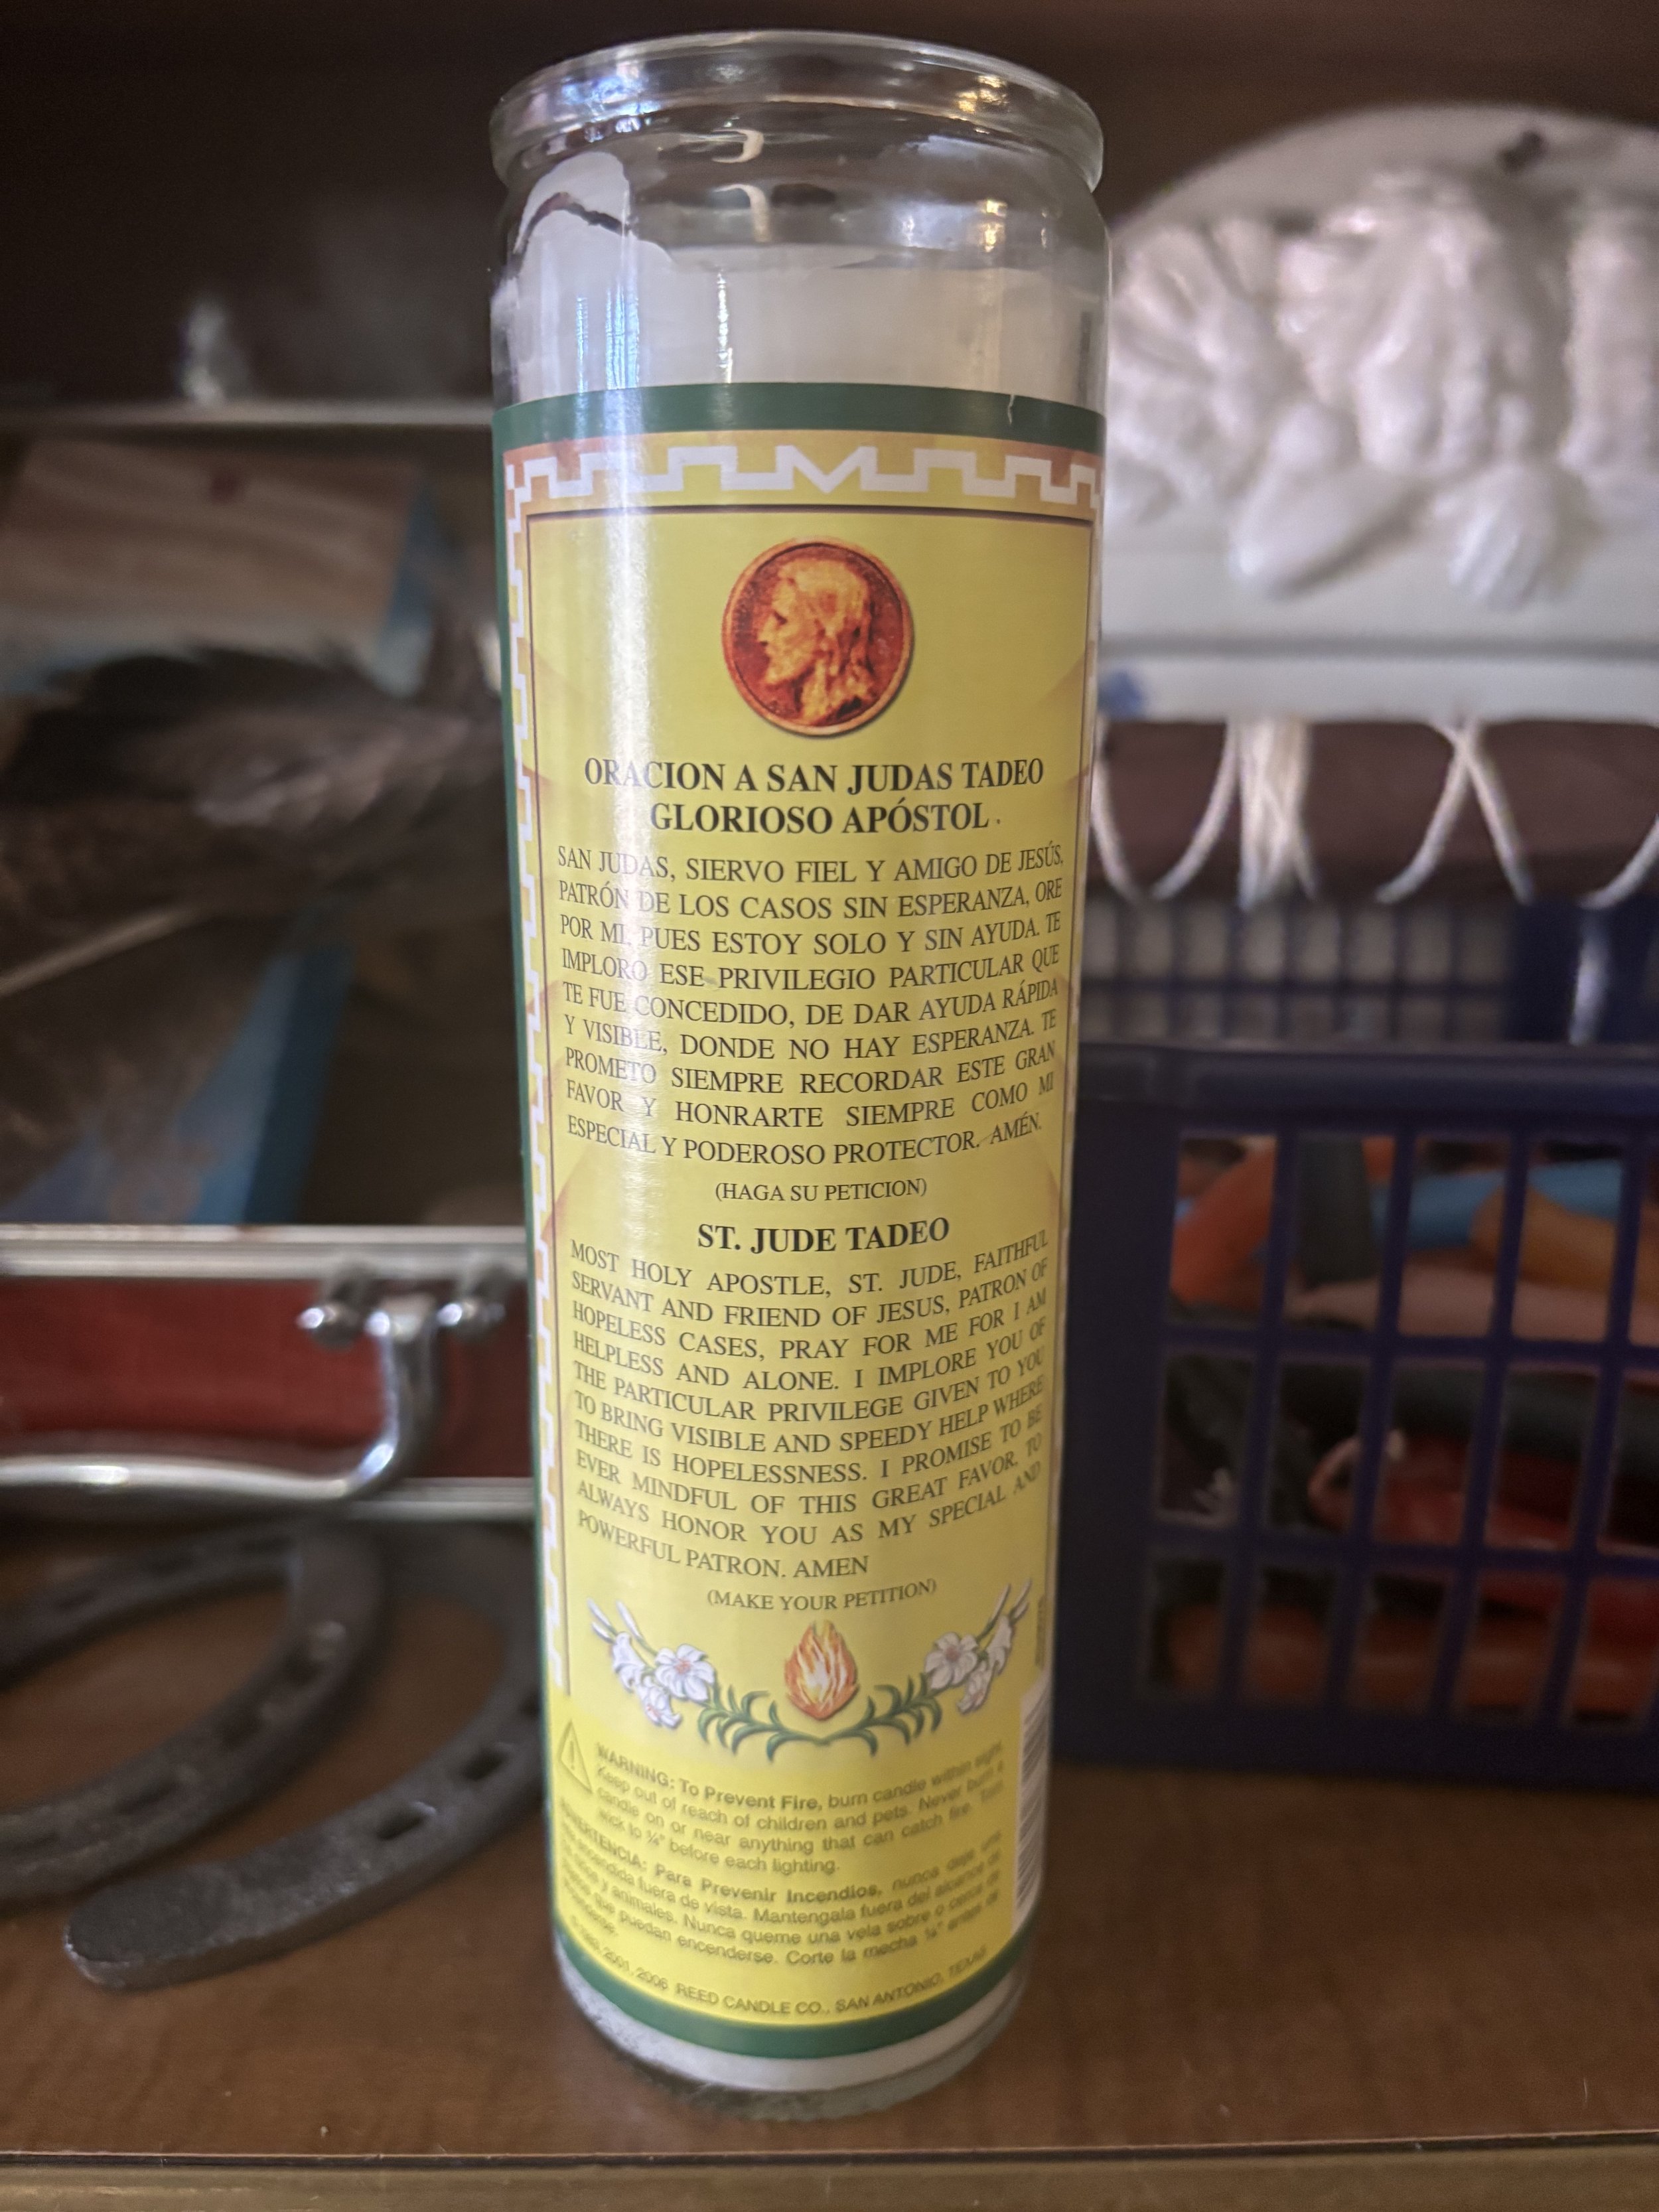 ORACION A SAN JUDAS TADEO
GLORIOSO APÓSTOL.
SAN JUDAS, SIERVO FIEL Y AMIGO DE JESÚS,
PATRÓN DE LOS CASOS SIN ESPERANZA, ORE
POR MI, PUES ESTOY SOLO Y SIN AYUDA. TE
IMPLORO ESE PRIVILEGIO PARTICULAR QUE
TE FUE CONCEDIDO, DE DAR AYUDA RÁPIDA
Y VISIBLE, DONDE NO HAY ESPERANZA. TE
PROMETO SIEMPRE RECORDAR ESTE GRAN
FAVOR Y HONRARTE SIEMPRE COMO MI
ESPECIAL Y PODEROSO PROTECTOR. AMÉN.
(HAGA SU PETICION)
ST. JUDE TADEO
MOST HOLY APOSTLE, ST. JUDE, FAITHFUL
SERVANT AND FRIEND OF JESUS, PATRON OF
HOPELESS CASES, PRAY FOR ME FOR I AM
HELPLESS AND ALONE. I IMPLORE YOU OF
THE PARTICULAR PRIVILEGE GIVEN TO YOU
TO BRING VISIBLE AND SPEEDY HELP WHERE
THERE IS HOPELESSNESS. I PROMISE TO BE
EVER MINDFUL OF THIS GREAT FAVOR. TO
ALWAYS HONOR YOU AS MY SPECIAL AND
POWERFUL PATRON. AMEN
(MAKE YOUR PETITION)
WARNING: To Prevent Fire, burn candle within sight.
Keep out of reach of children and pets. Never burn a
candle on or near anything that can catch fire. Trim
wick to ¼" before each lighting.
ADVERTENCIA: Para Prevenir Incendios, nunca deje una
vela encendida fuera de vista. Mantengala fuera del alcance de
niños y animales. Nunca queme una vela sobre o cerca de
que puedan encenderse. Corte la mecha ¼" antes de
2001, 2006 REED CANDLE CO., SAN ANTONIO, TEXAS